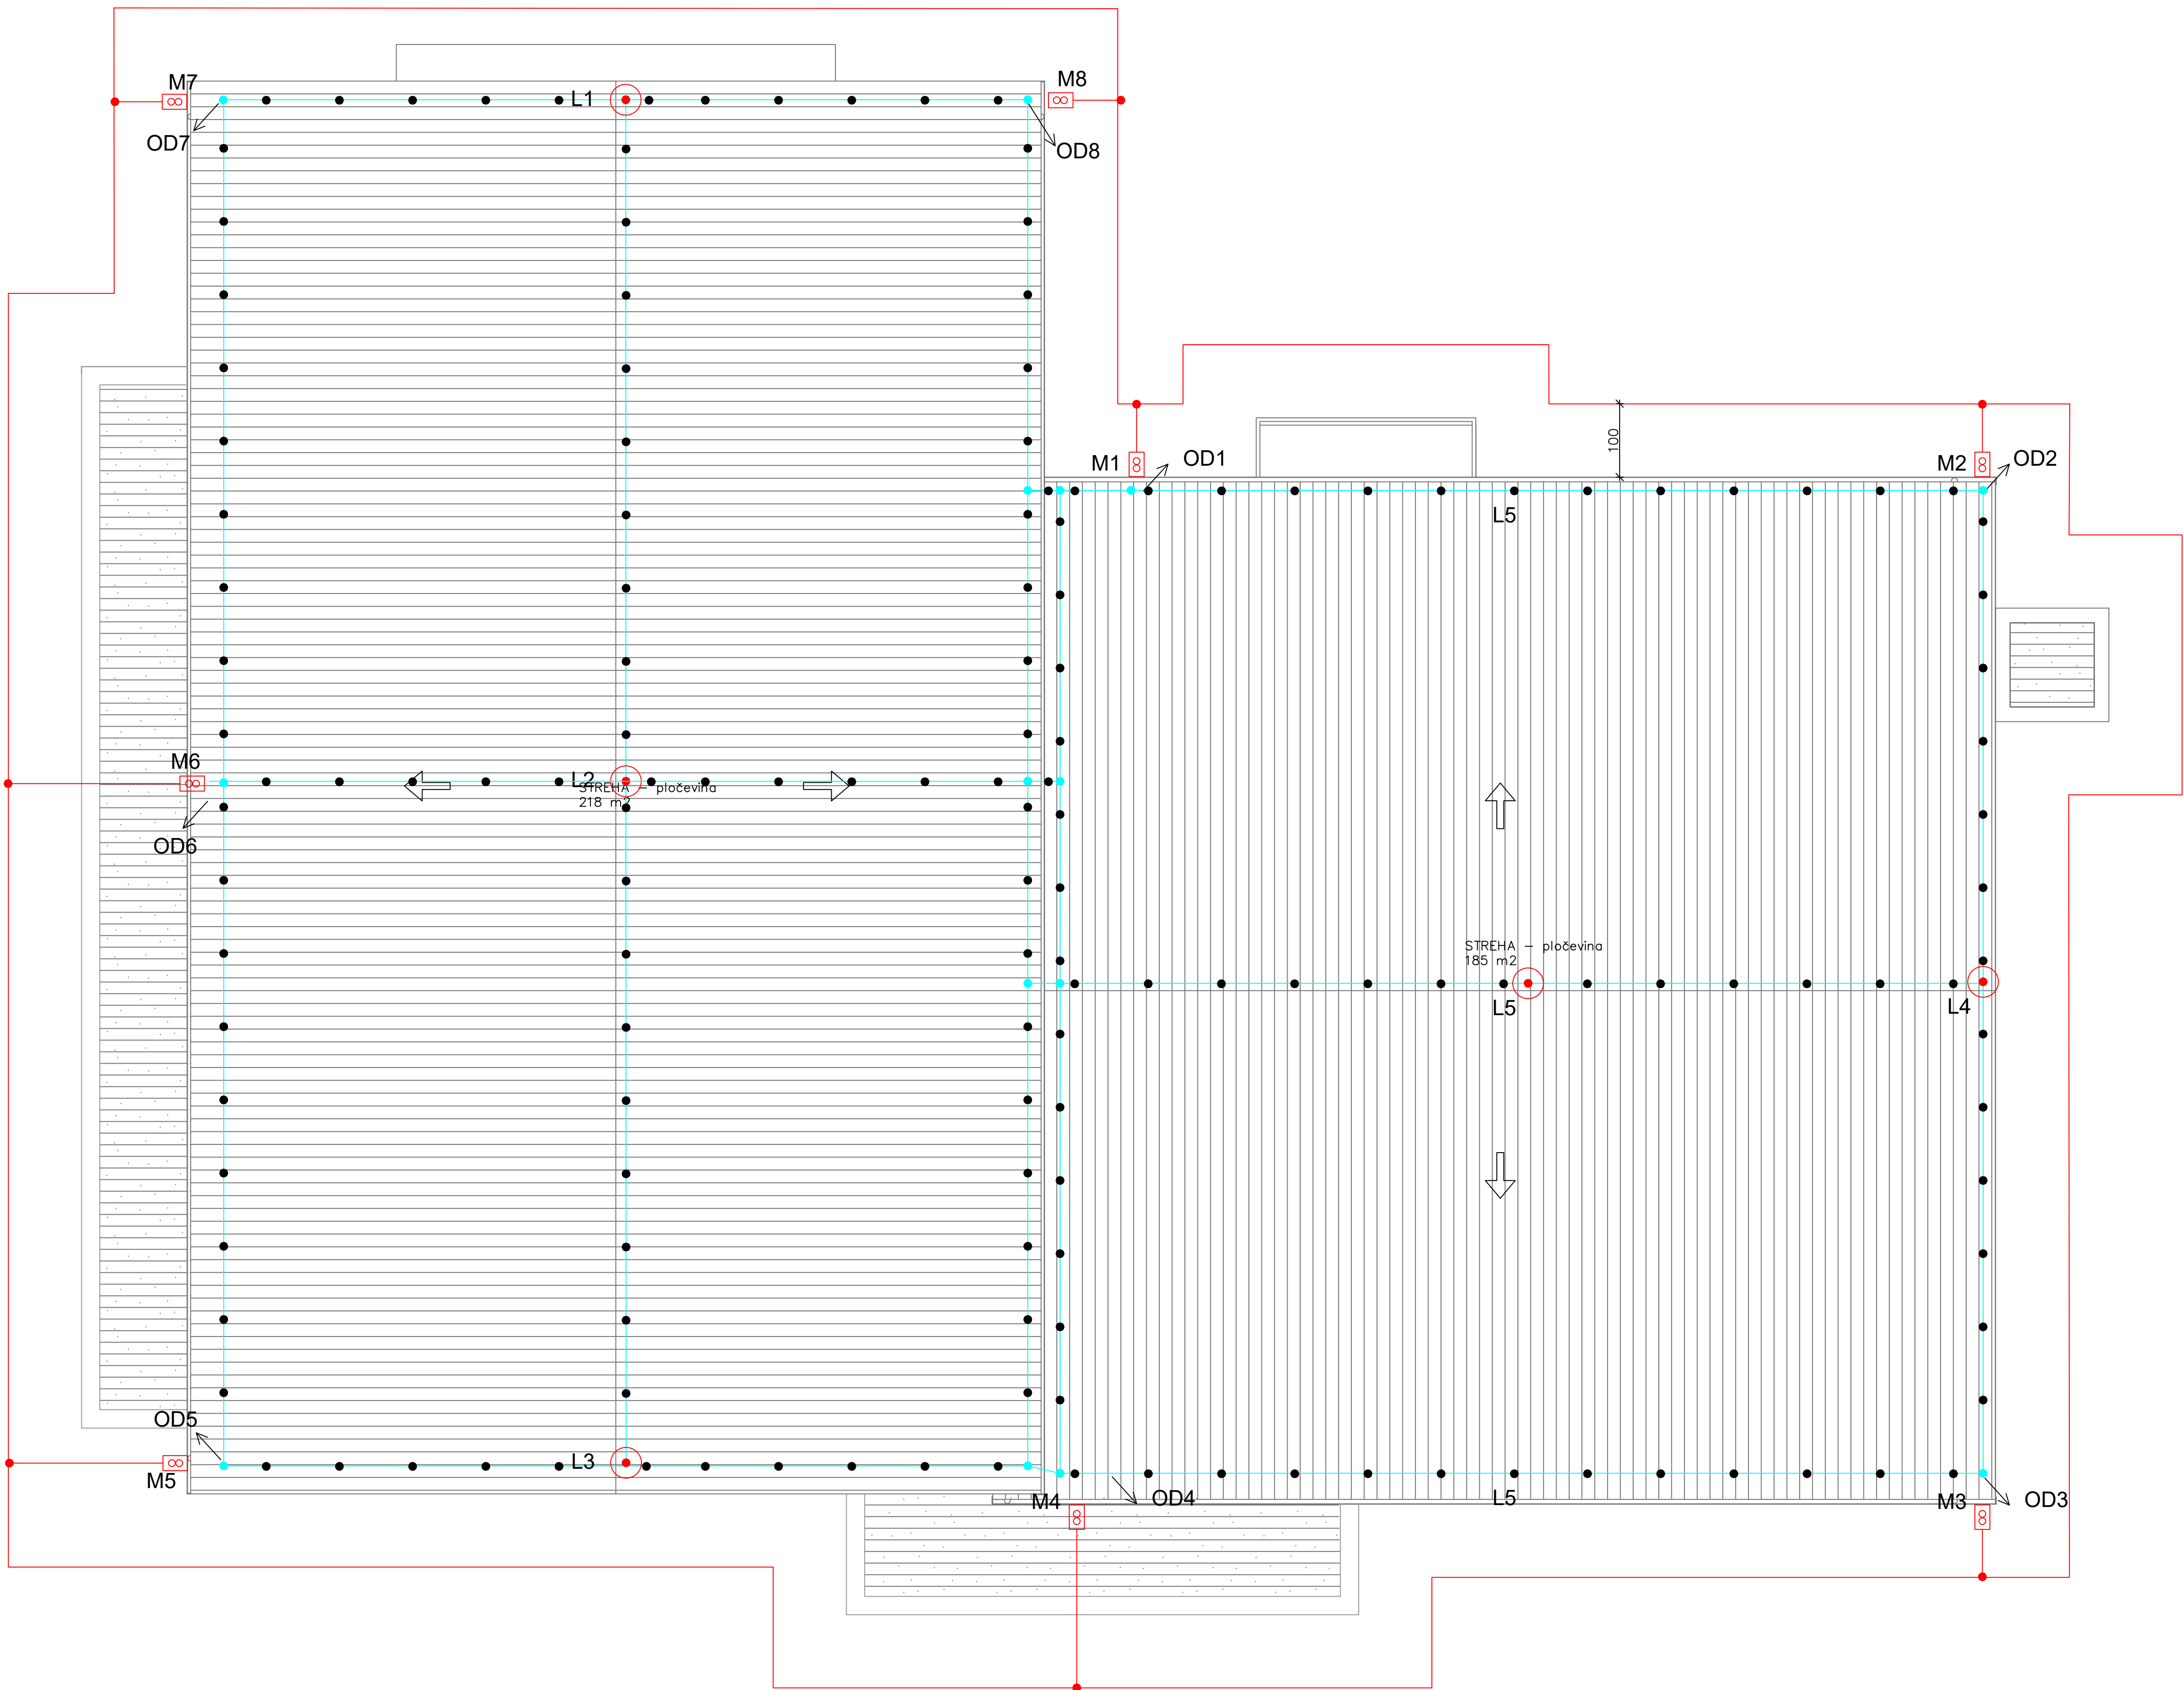 M7
L1
M8
OD7
OD8
M1
OD1
100
M2
OD2
L5
M6
L2
STREHA - pločevina
218 m2
OD6
STREHA - pločevina
185 m2
L5
L4
OD5
L3
M5
M4
OD4
L5
M3
OD3